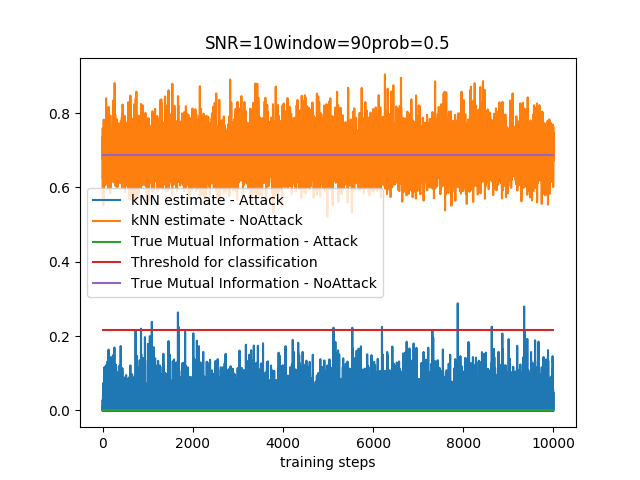 SNR=10window=90prob=0.5
0.8
0.6
kNN estimate - Attack
kNN estimate - NoAttack
True Mutual Information - Attack
0.4
Threshold for classification
True Mutual Information - NoAttack
0.2
0.0
0 2000 4000 6000 8000 10000
training steps